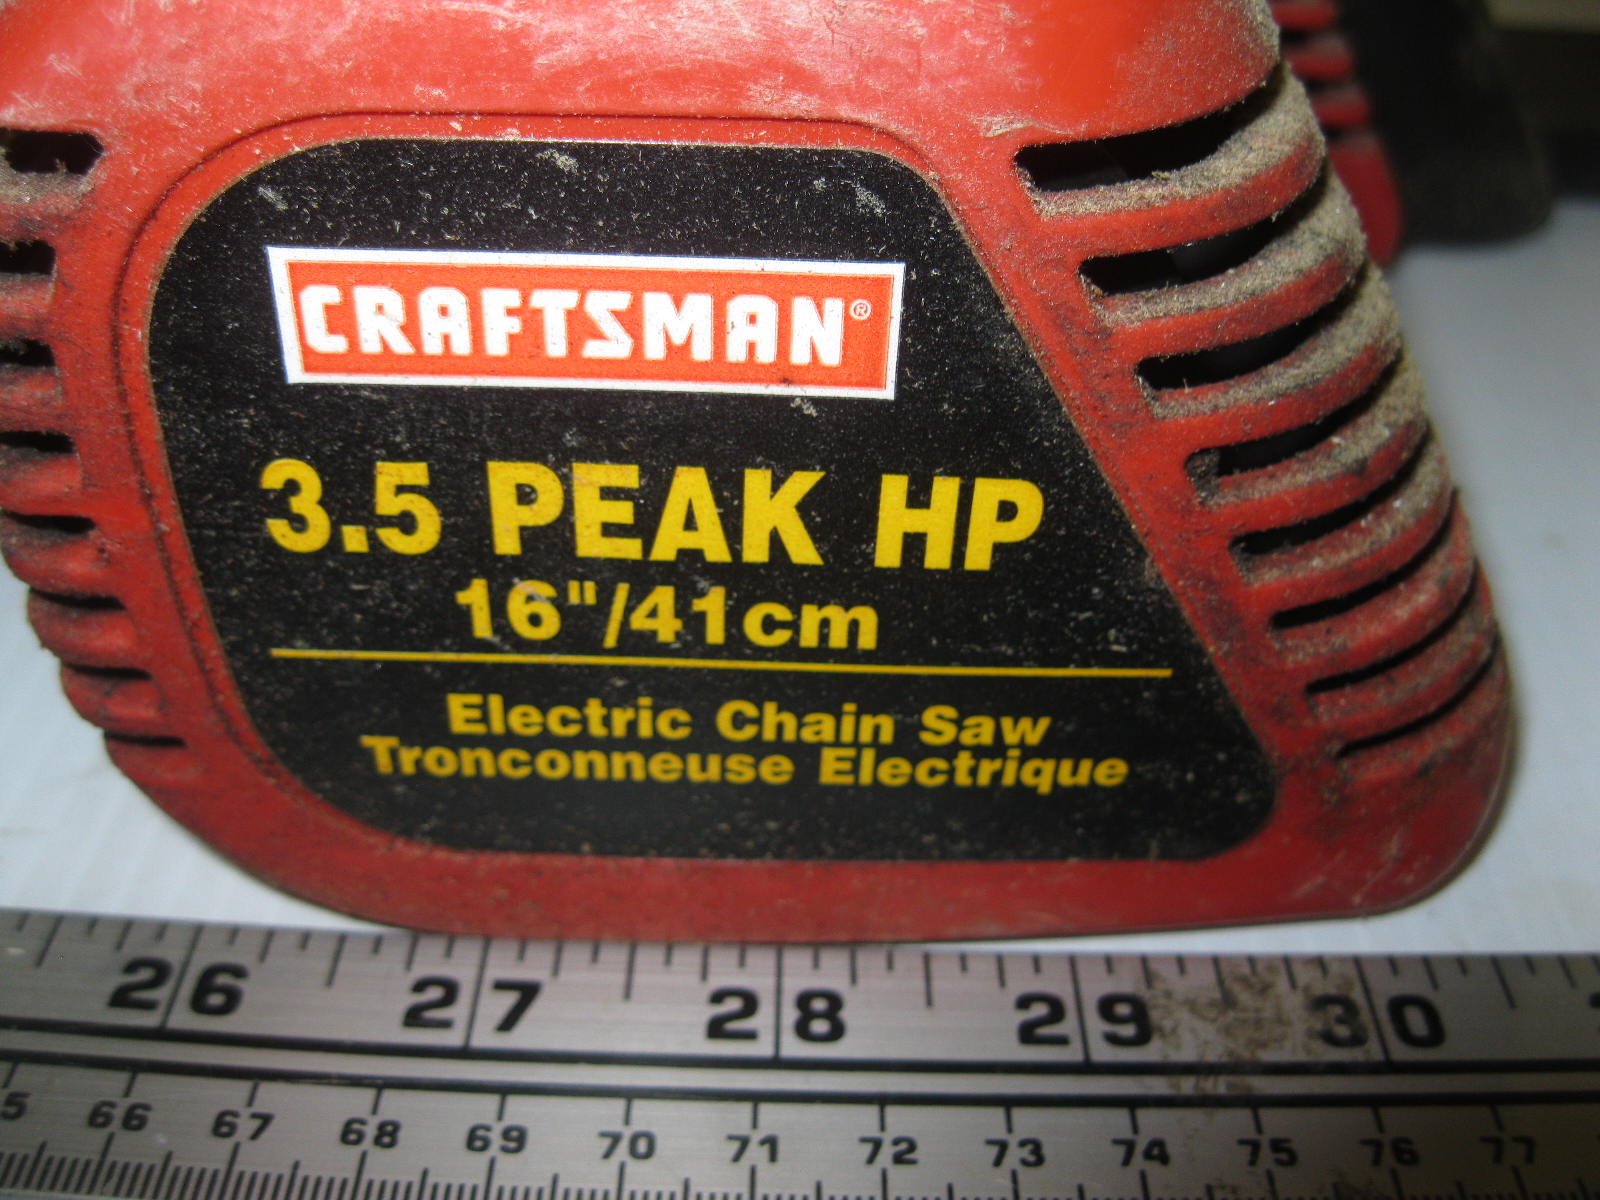 CRAFTSMAN®
3.5 PEAK HP
16"/41cm
Electric Chain Saw
Tronconneuse Electrique
26 27 28 29 30
66 67 68 69 70 71 72 73 74 75 76 77